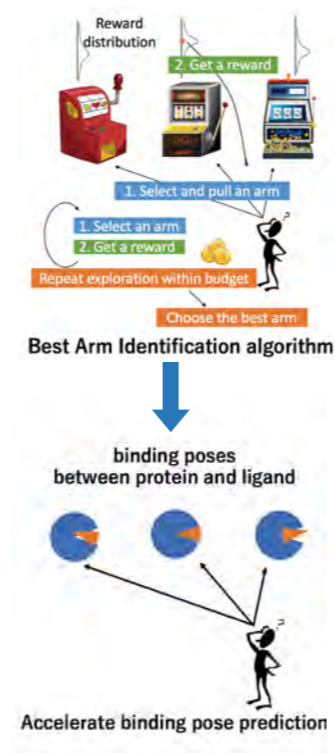 Reward
distribution
2. Get a reward
1. Select and pull an arm
1. Select an arm
2. Get a reward
Repeat exploration within budget
Choose the best arm
Best Arm Identification algorithm
binding poses
between protein and ligand
Accelerate binding pose prediction